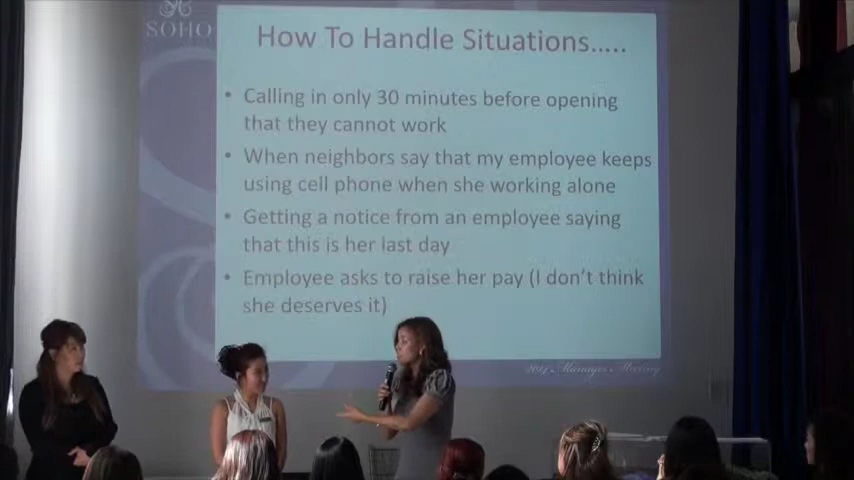 SOHO
How To Handle Situations.....
• Calling in only 30 minutes before opening
that they cannot work
• When neighbors say that my employee keeps
using cell phone when she working alone
• Getting a notice from an employee saying
that this is her last day
• Employee asks to raise her pay (I don't think
she deserves it)
Managers Meeting